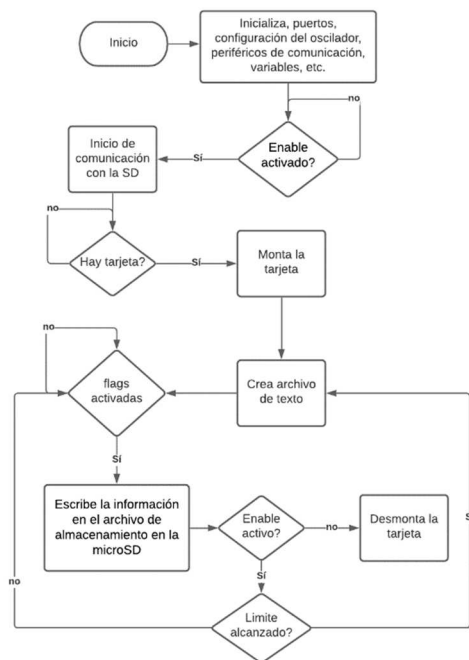 Inicio
Inicializa, puertos,
configuración del oscilador,
periféricos de comunicación,
variables, etc.
no
Enable
activado?
Sí
Inicio de
comunicación
con la SD
no
Hay tarjeta?
Sí
Monta la
tarjeta
no
flags
activadas
Crea archivo
de texto
Sí
Escribe la información
en el archivo de
almacenamiento en la
microSD
Enable
activo?
no
Desmonta la
tarjeta
Sí
no
Limite
alcanzado?
S